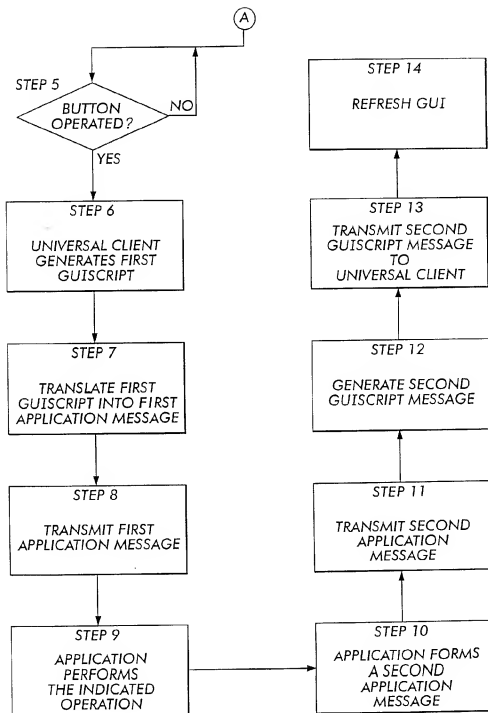 A
STEP 5
BUTTON
OPERATED?
NO
YES
STEP 6
UNIVERSAL CLIENT
GENERATES FIRST
GUISCRIPT
STEP 7
TRANSLATE FIRST
GUISCRIPT INTO FIRST
APPLICATION MESSAGE
STEP 8
TRANSMIT FIRST
APPLICATION MESSAGE
STEP 9
APPLICATION
PERFORMS
THE INDICATED
OPERATION
STEP 10
APPLICATION FORMS
A SECOND
APPLICATION
MESSAGE
STEP 11
TRANSMIT SECOND
APPLICATION
MESSAGE
STEP 12
GENERATE SECOND
GUISCRIPT MESSAGE
STEP 13
TRANSMIT SECOND
GUISCRIPT MESSAGE
TO
UNIVERSAL CLIENT
STEP 14
REFRESH GUI